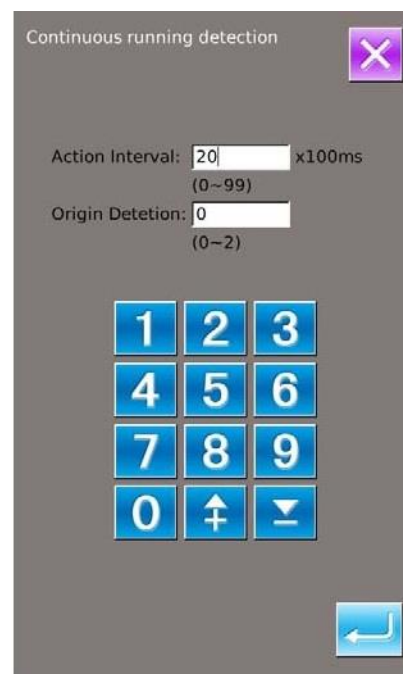 Continuous running detection
Action Interval: 20 x100ms
(0~99)
Origin Detetion: 0
(0~2)
1 2 3
4 5 6
7 8 9
0